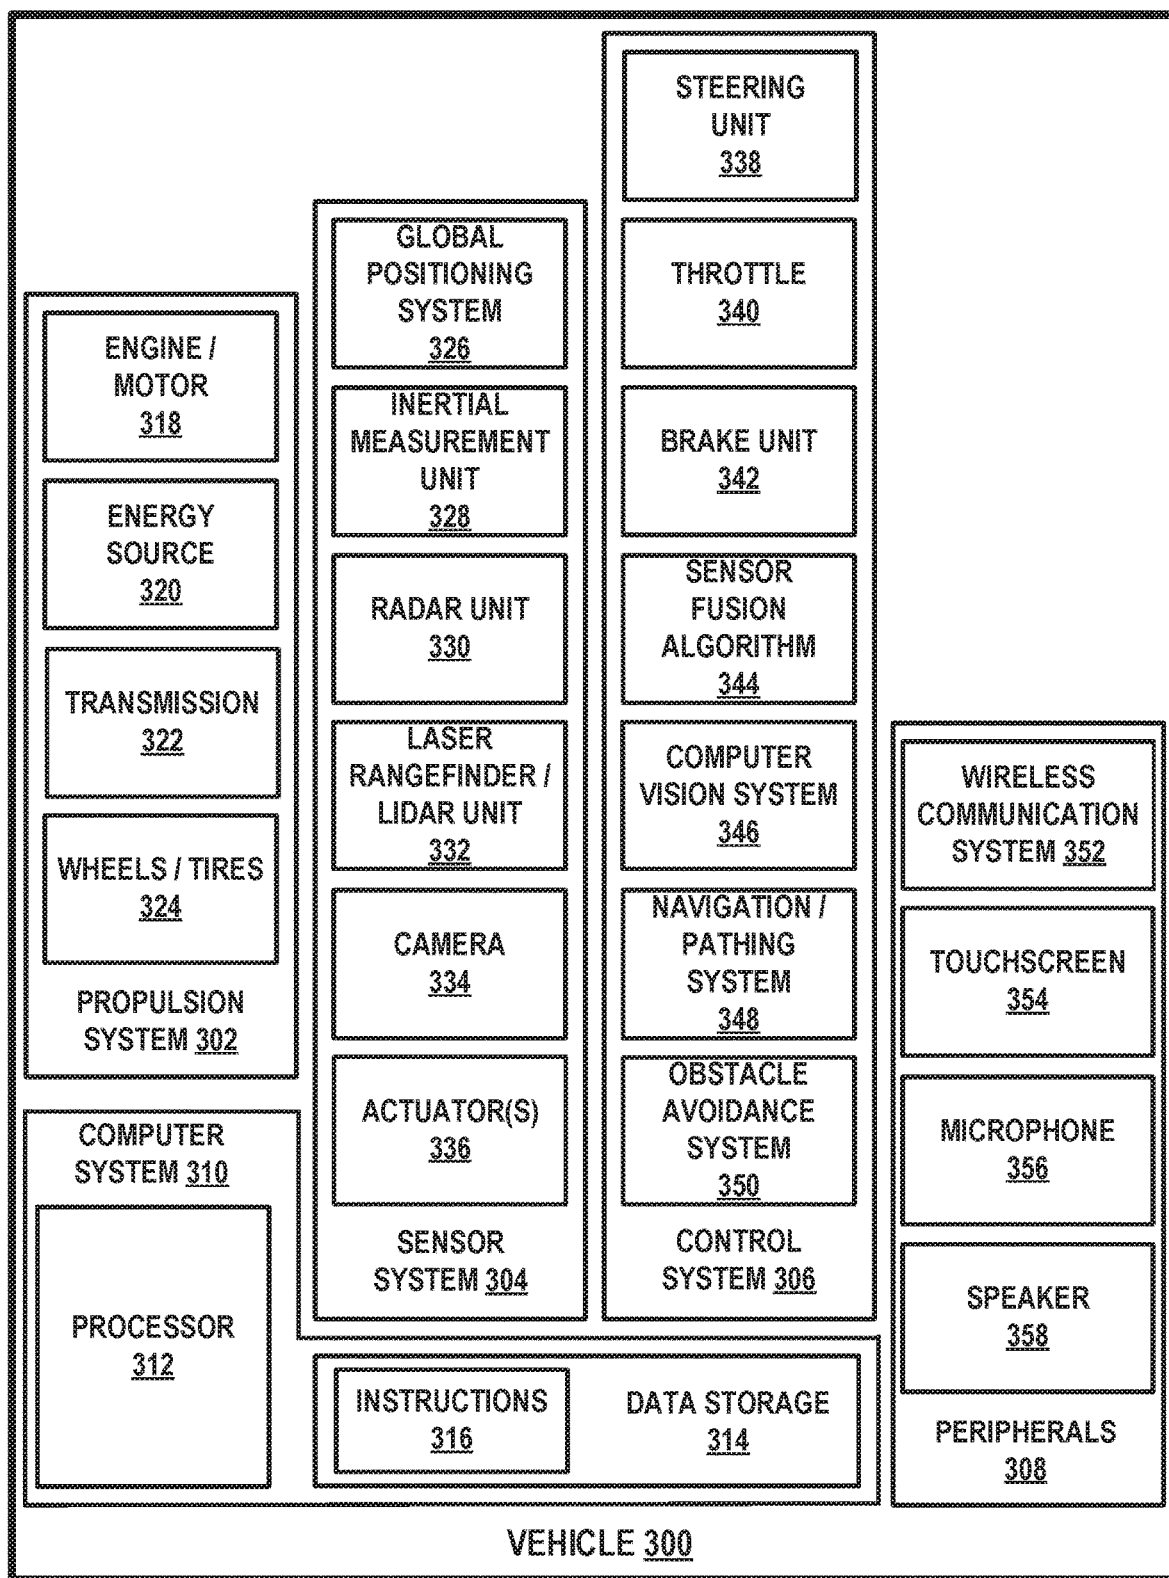 STEERING
UNIT
338
THROTTLE
340
BRAKE UNIT
342
SENSOR
FUSION
ALGORITHM
344
COMPUTER
VISION SYSTEM
346
NAVIGATION /
PATHING
SYSTEM
348
OBSTACLE
AVOIDANCE
SYSTEM
350
CONTROL
SYSTEM 306
GLOBAL
POSITIONING
SYSTEM
326
INERTIAL
MEASUREMENT
UNIT
328
RADAR UNIT
330
LASER
RANGEFINDER /
LIDAR UNIT
332
CAMERA
334
ACTUATOR(S)
336
SENSOR
SYSTEM 304
ENGINE /
MOTOR
318
ENERGY
SOURCE
320
TRANSMISSION
322
WHEELS / TIRES
324
PROPULSION
SYSTEM 302
WIRELESS
COMMUNICATION
SYSTEM 352
TOUCHSCREEN
354
MICROPHONE
356
SPEAKER
358
PERIPHERALS
308
COMPUTER
SYSTEM 310
PROCESSOR
312
INSTRUCTIONS
316
DATA STORAGE
314
VEHICLE 300